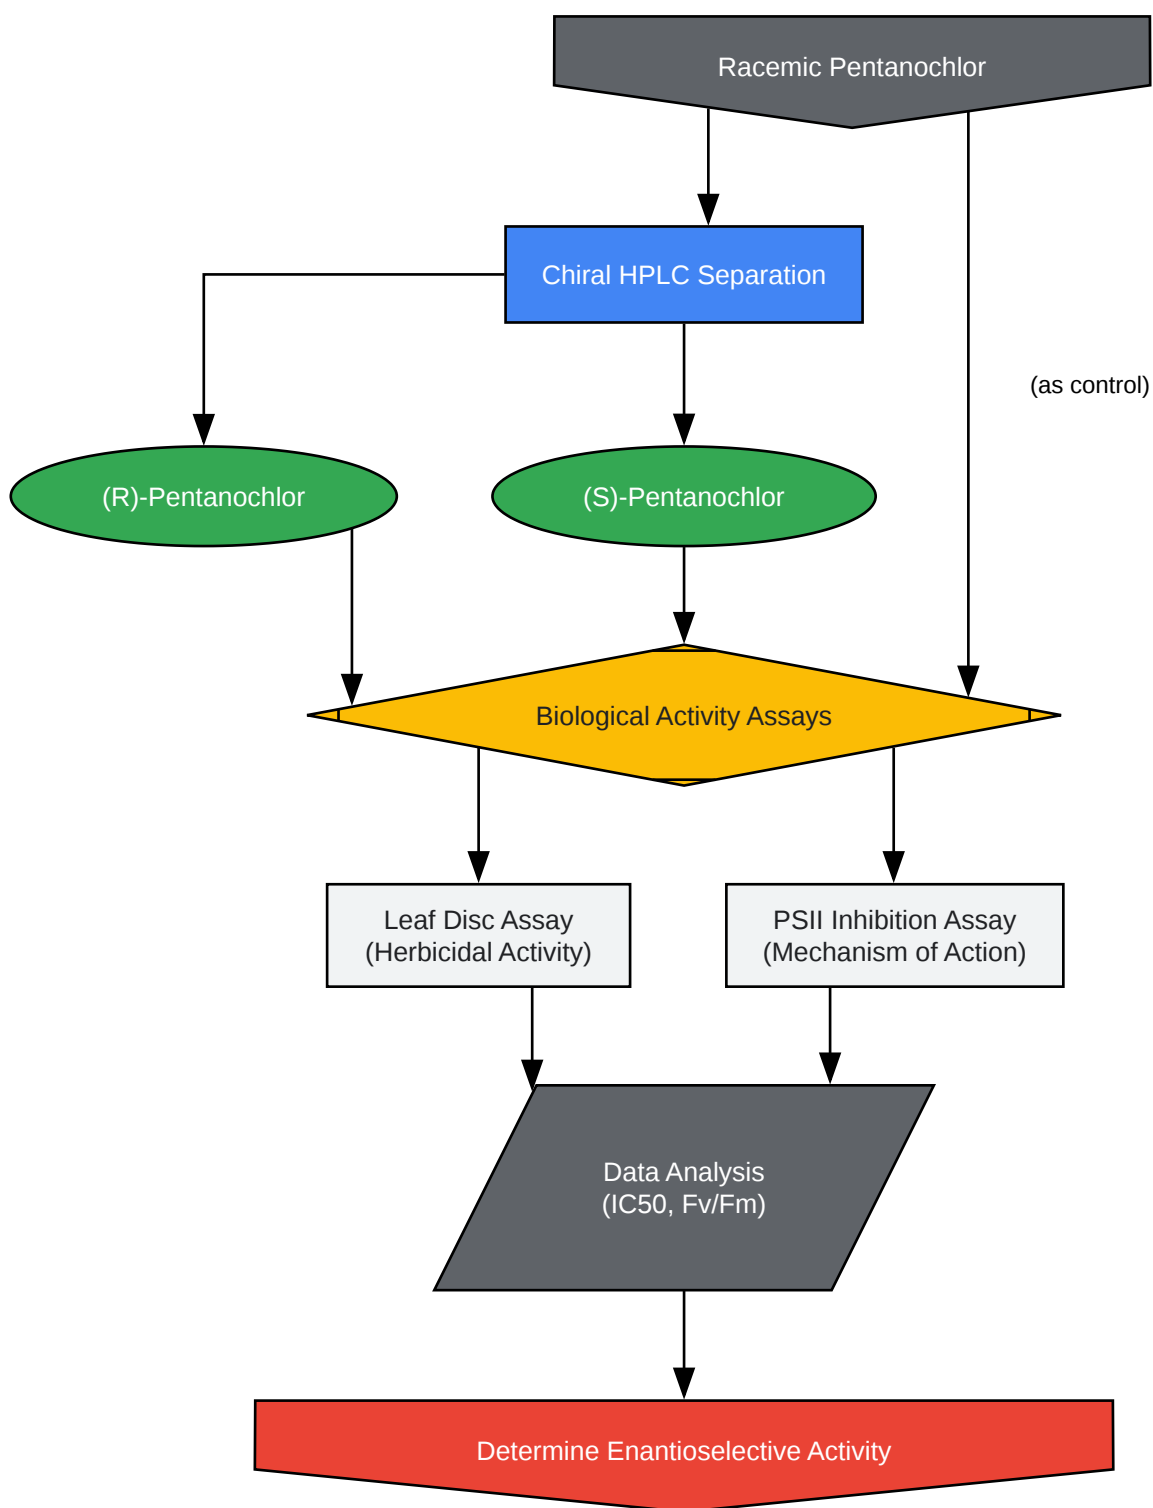 Racemic Pentanochlor
Chiral HPLC Separation
(as control)
(R)-Pentanochlor
(S)-Pentanochlor
Biological Activity Assays
Leaf Disc Assay
(Herbicidal Activity)
PSII Inhibition Assay
(Mechanism of Action)
Data Analysis
(IC50, Fv/Fm)
Determine Enantioselective Activity